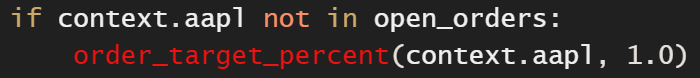 if context.aapl not in open_orders:
    order_target_percent(context.aapl, 1.0)